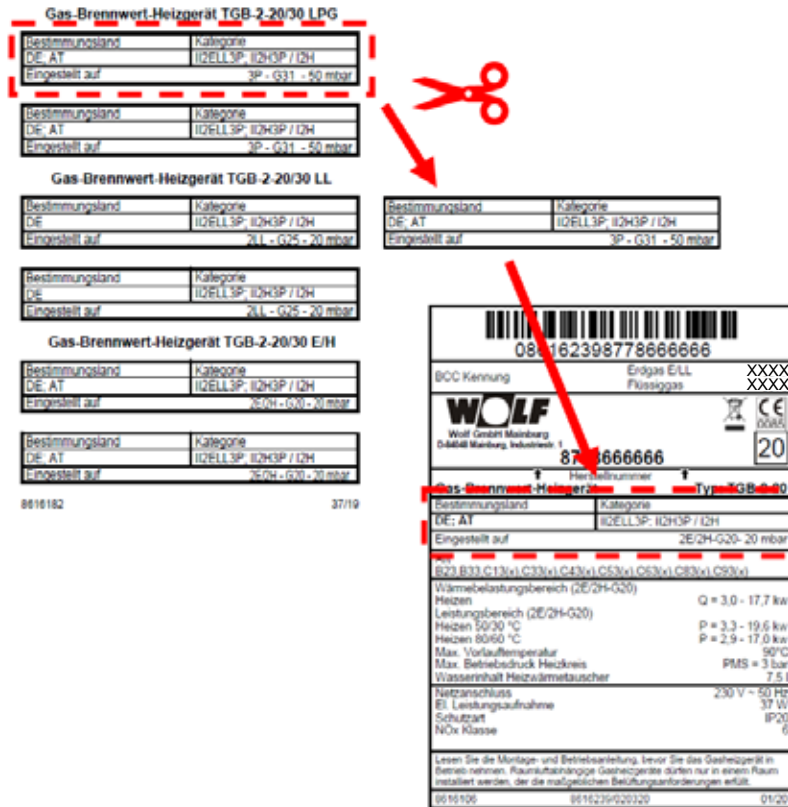 Gas-Brennwert-Heizgerät TGB-2-20/30 LPG
Bestimmungsland Kategorie
DE; AT II2ELL3P; II2H3P / I2H
Eingestellt auf 3P - G31 - 50 mbar
Bestimmungsland Kategorie
DE; AT II2ELL3P; II2H3P / I2H
Eingestellt auf 3P - G31 - 50 mbar
Gas-Brennwert-Heizgerät TGB-2-20/30 LL
Bestimmungsland Kategorie
DE II2ELL3P; II2H3P / I2H
Eingestellt auf 2LL - G25 - 20 mbar
Bestimmungsland Kategorie
DE II2ELL3P; II2H3P / I2H
Eingestellt auf 2LL - G25 - 20 mbar
Gas-Brennwert-Heizgerät TGB-2-20/30 E/H
Bestimmungsland Kategorie
DE; AT II2ELL3P; II2H3P / I2H
Eingestellt auf 2E/2H - G20 - 20 mbar
Bestimmungsland Kategorie
DE; AT II2ELL3P; II2H3P / I2H
Eingestellt auf 2E/2H - G20 - 20 mbar
8616182 37/19
Bestimmungsland Kategorie
DE; AT II2ELL3P; II2H3P / I2H
Eingestellt auf 3P - G31 - 50 mbar
BCC Kennung Erdgas E/LL XXXX
Flüssiggas XXXX
WOLF CE
0085
Wolf GmbH Mainburg
D-84048 Mainburg, Industriestr. 1
20
Herstellnummer
Gas-Brennwert-Heizgerät
Bestimmungsland Kategorie
DE; AT II2ELL3P; II2H3P / I2H
Eingestellt auf 2E/2H-G20- 20 mbar
B23,B33,C13(x),C33(x),C43(x),C53(x),C63(x),C83(x),C93(x)
Wärmebelastungsbereich (2E/2H-G20)
Heizen Q = 3,0 - 17,7 kw
Leistungsbereich (2E/2H-G20)
Heizen 50/30 °C P = 3,3 - 19,6 kw
Heizen 80/60 °C P = 2,9 - 17,0 kw
Max. Vorlauftemperatur 90°C
Max. Betriebsdruck Heizkreis PMS = 3 bar
Wasserinhalt Heizwärmetauscher 7,5 l
Netzanschluss 230 V ~ 50 Hz
El. Leistungsaufnahme 37 W
Schutzart IP20
NOx Klasse 6
Lesen Sie die Montage- und Betriebsanleitung, bevor Sie das Gasheizgerät in
Betrieb nehmen. Raumluftabhängige Gasheizgeräte dürfen nur in einem Raum
installiert werden, der die maßgeblichen Belüftungsanforderungen erfüllt.
8616106 8616239/020320 01/20